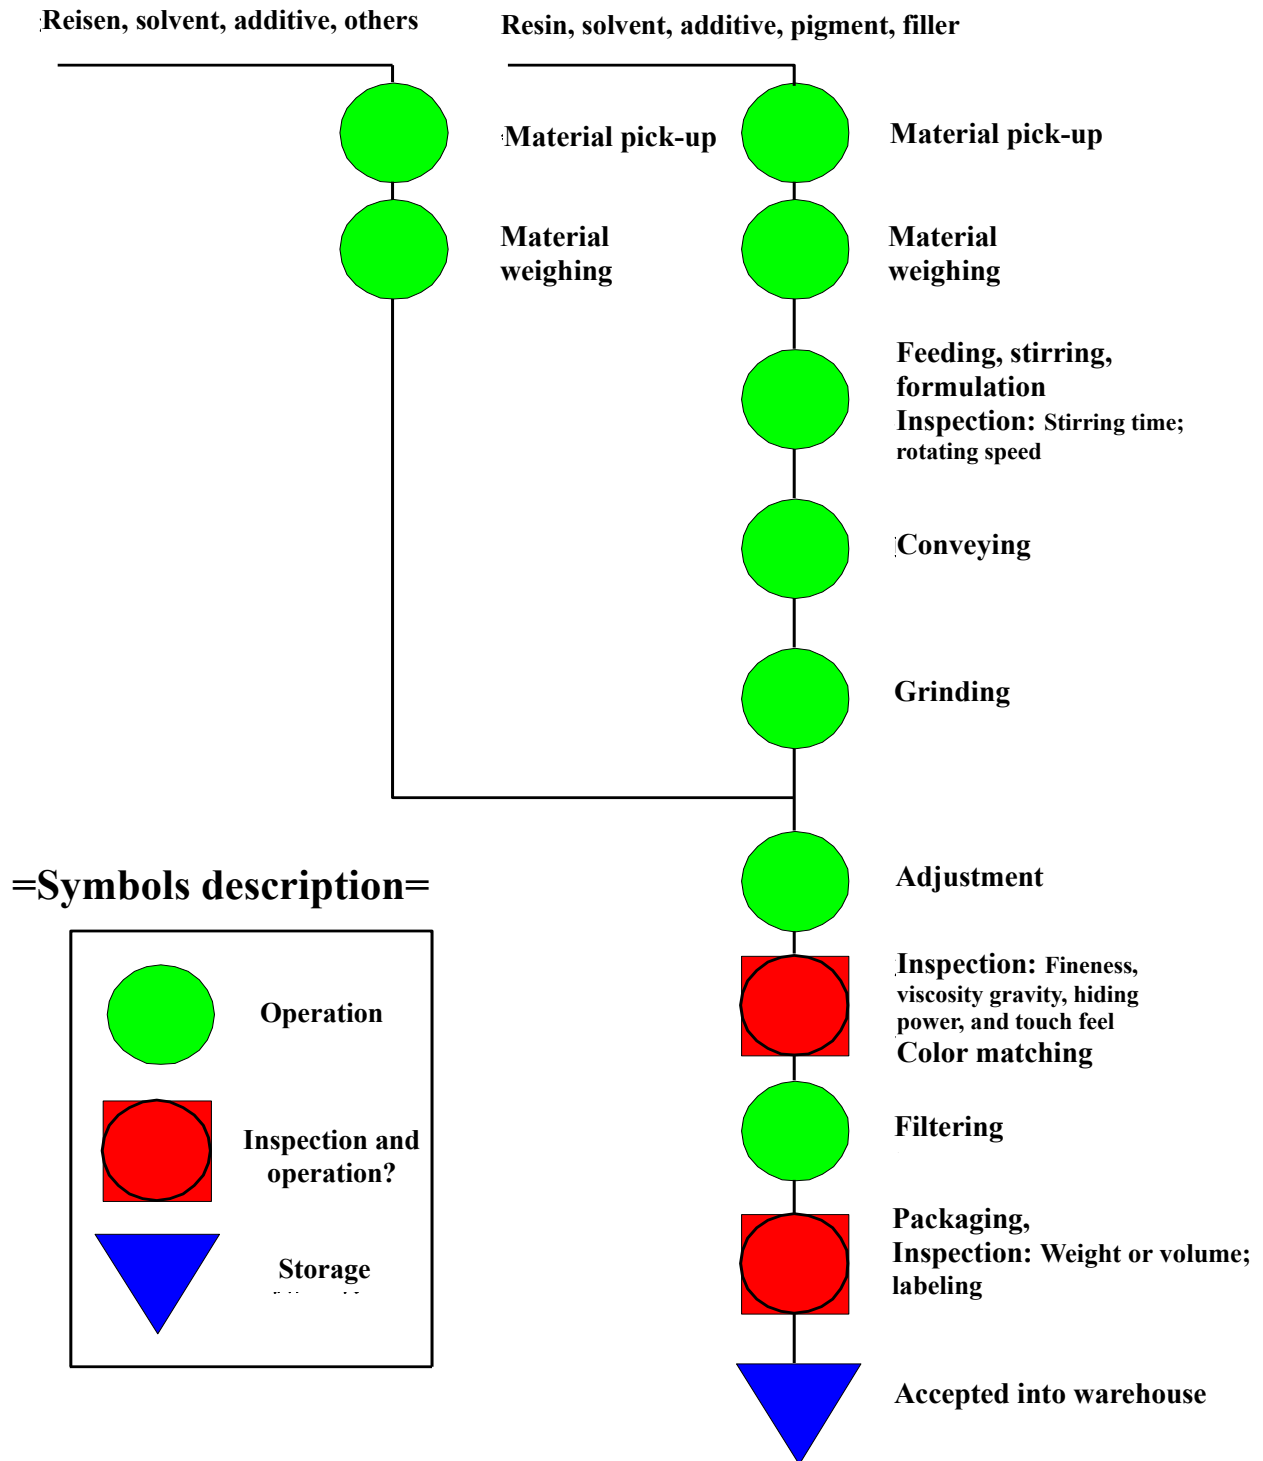 Reisen, solvent, additive, others
Resin, solvent, additive, pigment, filler
Material pick-up
Material pick-up
Material
weighing
Material
weighing
Feeding, stirring,
formulation
Inspection: Stirring time;
rotating speed
Conveying
Grinding
Adjustment
=Symbols description=
Inspection: Fineness,
viscosity gravity, hiding
power, and touch feel
Color matching
Operation
Filtering
Inspection and
operation?
Packaging,
Inspection: Weight or volume;
labeling
Storage
Accepted into warehouse